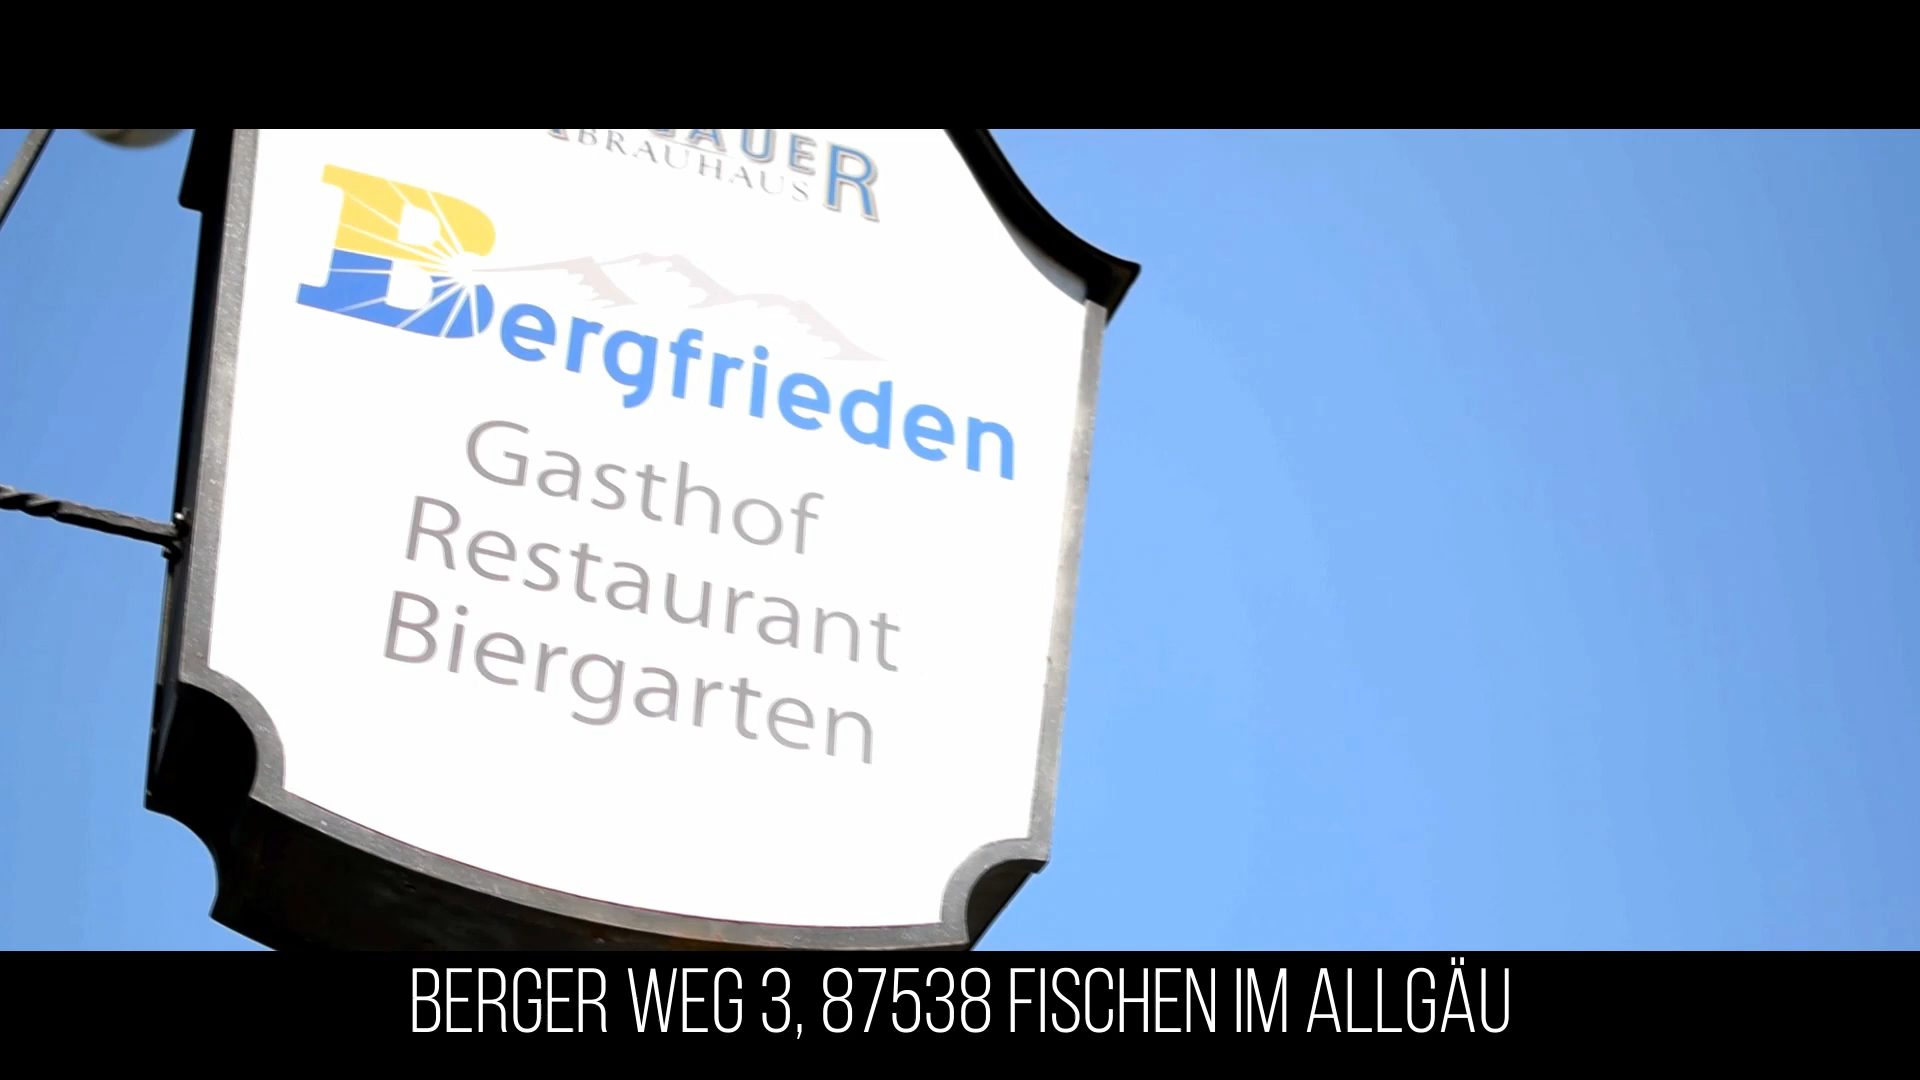 BRAUHAUS
Bergfrieden
Gasthof
Restaurant
Biergarten
BERGER WEG 3, 87538 FISCHEN IM ALLGÄU